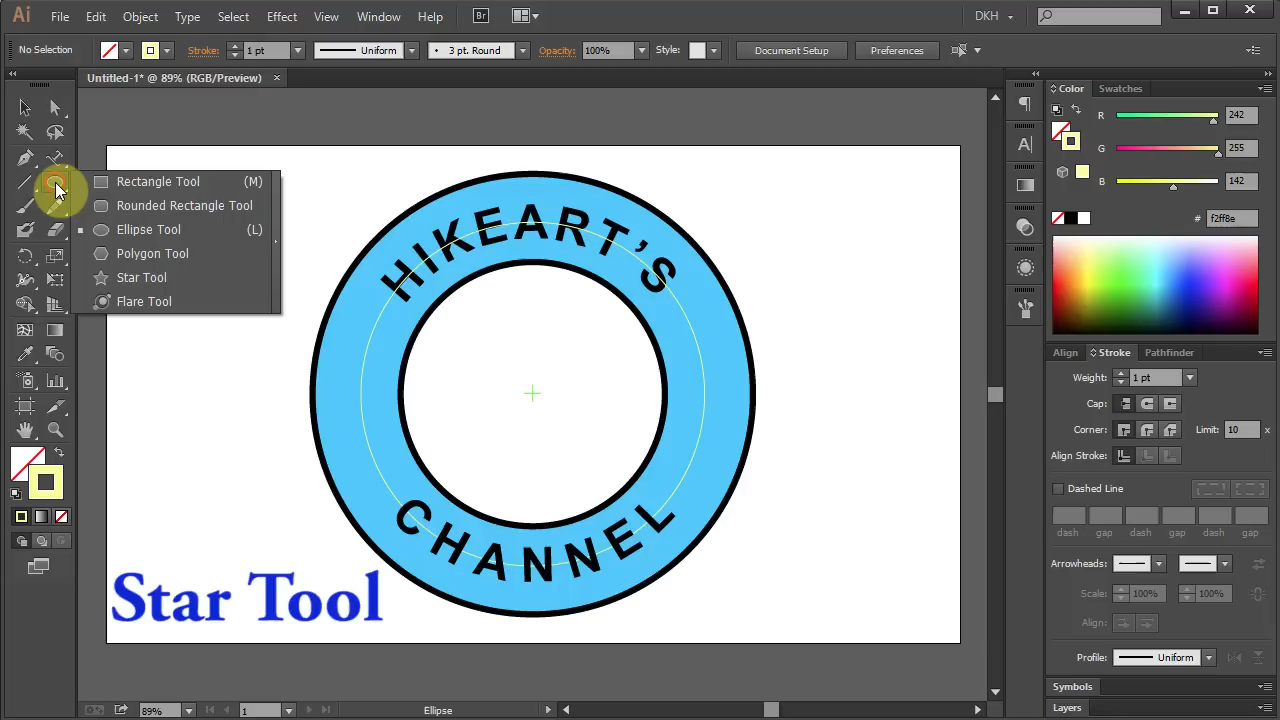 Ai File Edit Object Type Select Effect View Window Help Br DKH
No Selection Stroke: 1 pt Uniform 3 pt. Round Opacity: 100% Style: Document Setup Preferences
Untitled-1* @ 89% (RGB/Preview) ×
Rectangle Tool (M)
Rounded Rectangle Tool
Ellipse Tool (L)
Polygon Tool
Star Tool
Flare Tool
HIKEART’S
CHANNEL
Star Tool
Color Swatches
R 242
G 255
B 142
# f2ff8e
Align Stroke Pathfinder
Weight: 1 pt
Cap:
Corner: Limit: 10 x
Align Stroke:
Dashed Line
dash gap dash gap dash gap
Arrowheads:
Scale: 100% 100%
Align:
Profile: Uniform
Symbols
Layers
89% 1 Ellipse